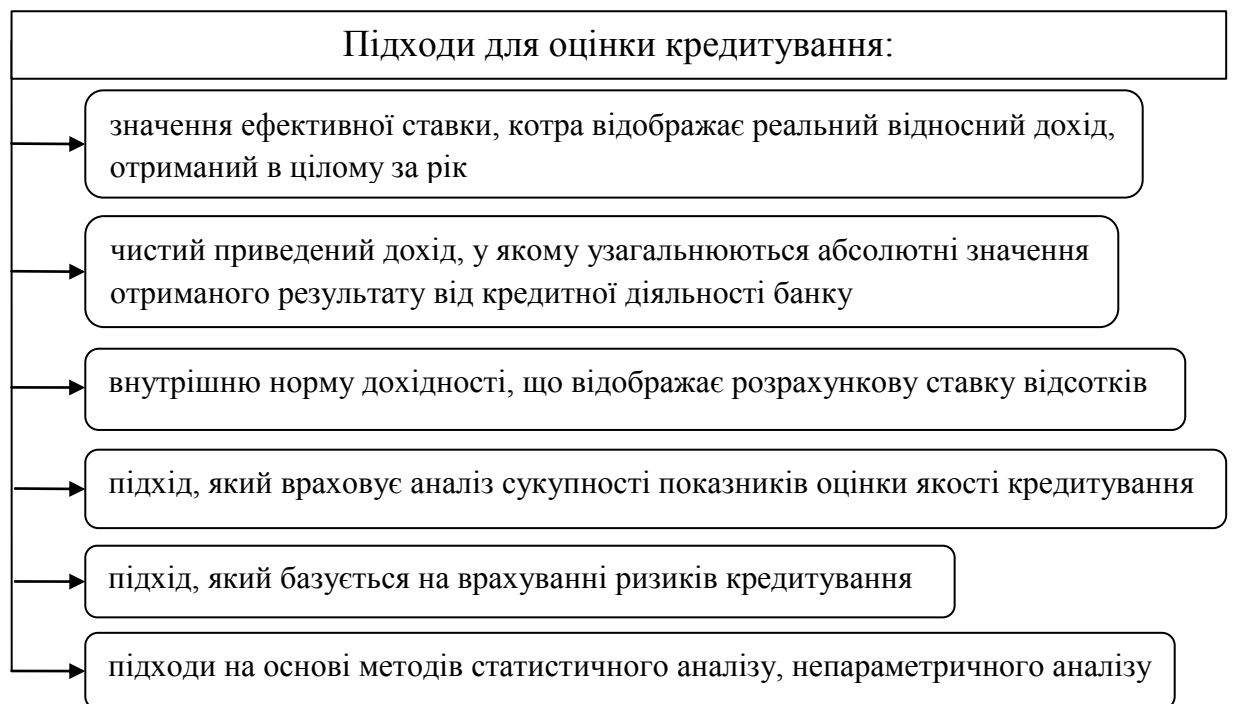 Підходи для оцінки кредитування:
значення ефективної ставки, котра відображає реальний відносний дохід,
отриманий в цілому за рік
чистий приведений дохід, у якому узагальнюються абсолютні значення
отриманого результату від кредитної діяльності банку
внутрішню норму дохідності, що відображає розрахункову ставку відсотків
підхід, який враховує аналіз сукупності показників оцінки якості кредитування
підхід, який базується на врахуванні ризиків кредитування
підходи на основі методів статистичного аналізу, непараметричного аналізу